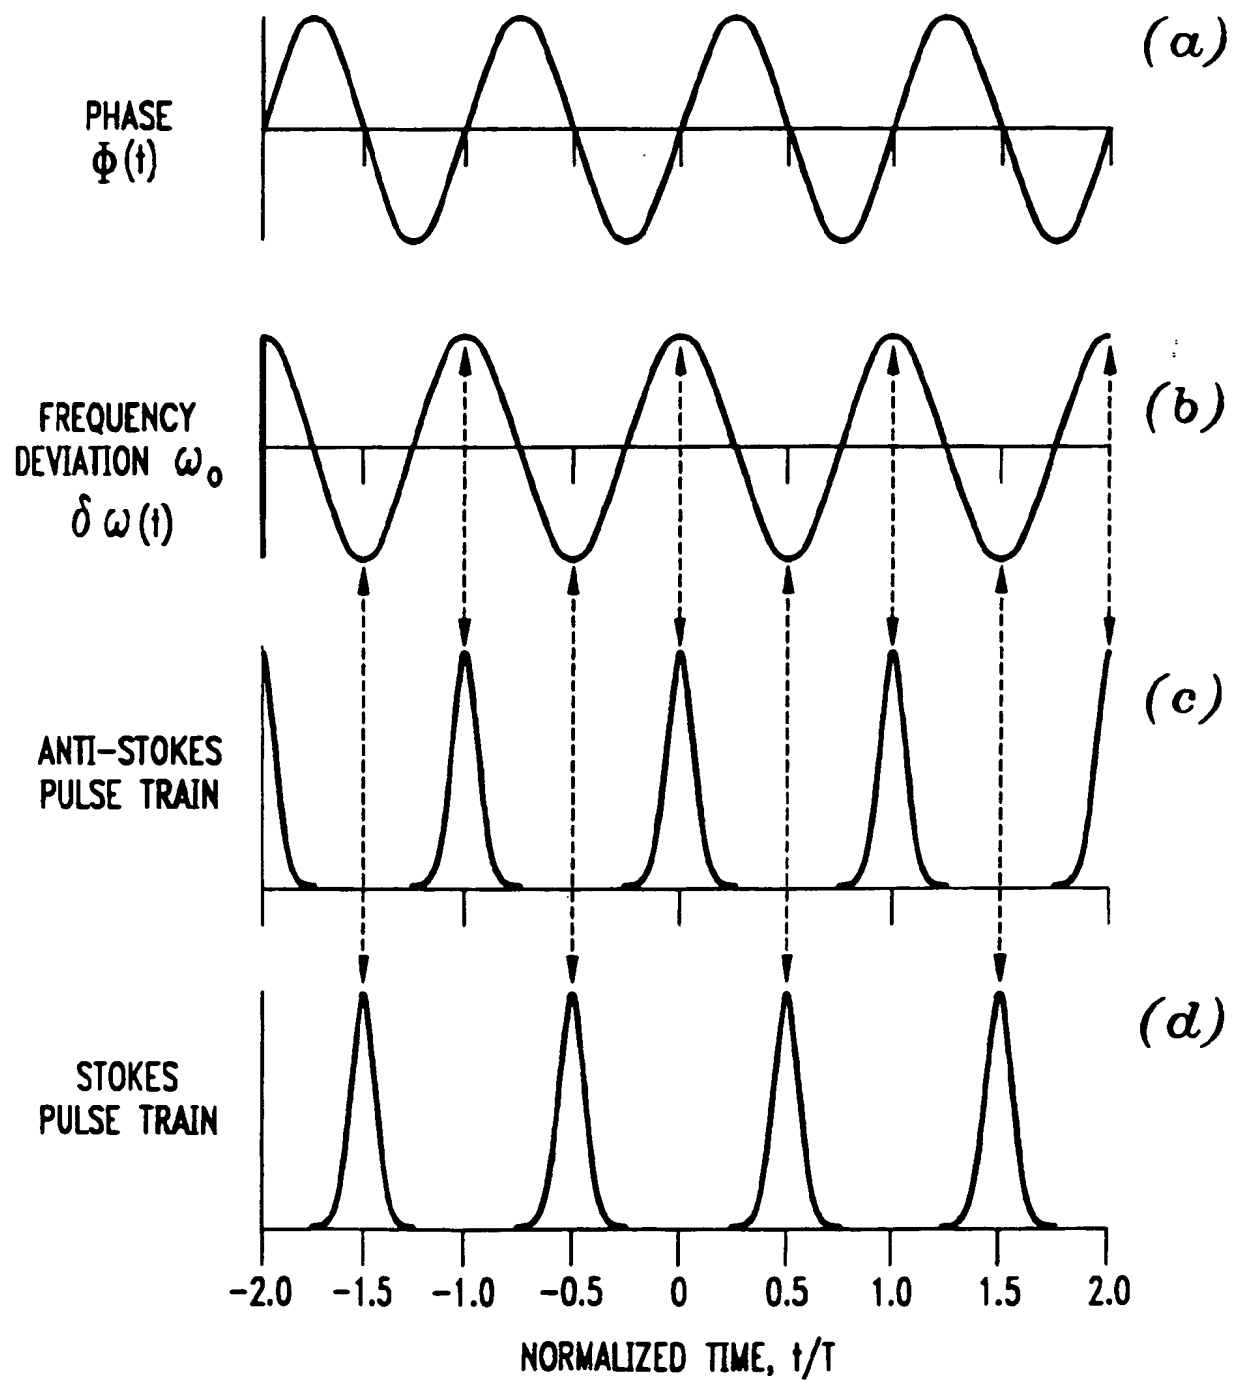 (a)
PHASE
Φ(t)
(b)
FREQUENCY
DEVIATION ω₀
δω(t)
(c)
ANTI-STOKES
PULSE TRAIN
(d)
STOKES
PULSE TRAIN
-2.0 -1.5 -1.0 -0.5 0 0.5 1.0 1.5 2.0
NORMALIZED TIME, t/T